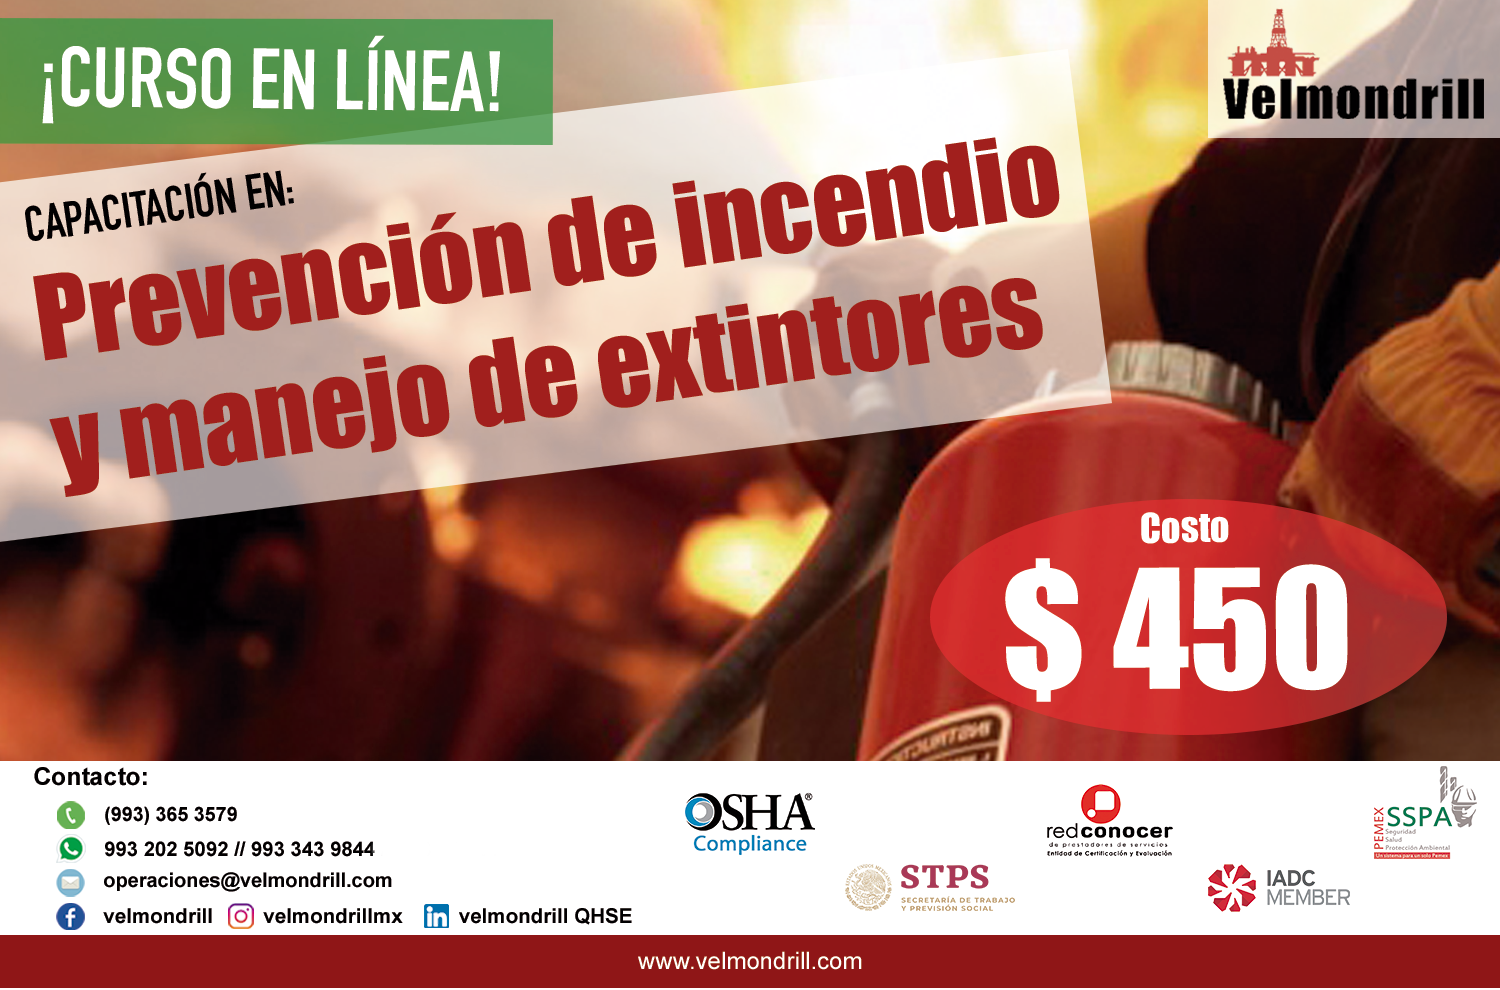 ¡CURSO EN LÍNEA!
Velmondrill
CAPACITACIÓN EN:
Prevención de incendio
y manejo de extintores
Costo
$ 450
INSTRUCT
Contacto:
(993) 365 3579
993 202 5092 // 993 343 9844
operaciones@velmondrill.com
velmondrill velmondrillmx velmondrill QHSE
OSHA®
Compliance
STPS
SECRETARÍA DE TRABAJO
Y PREVISIÓN SOCIAL
red conocer
de prestadores de servicios
Entidad de Certificación y Evaluación
IADC
MEMBER
PEMEX
SSPA
Seguridad
Salud
Protección Ambiental
Un sistema para un solo Pemex
www.velmondrill.com